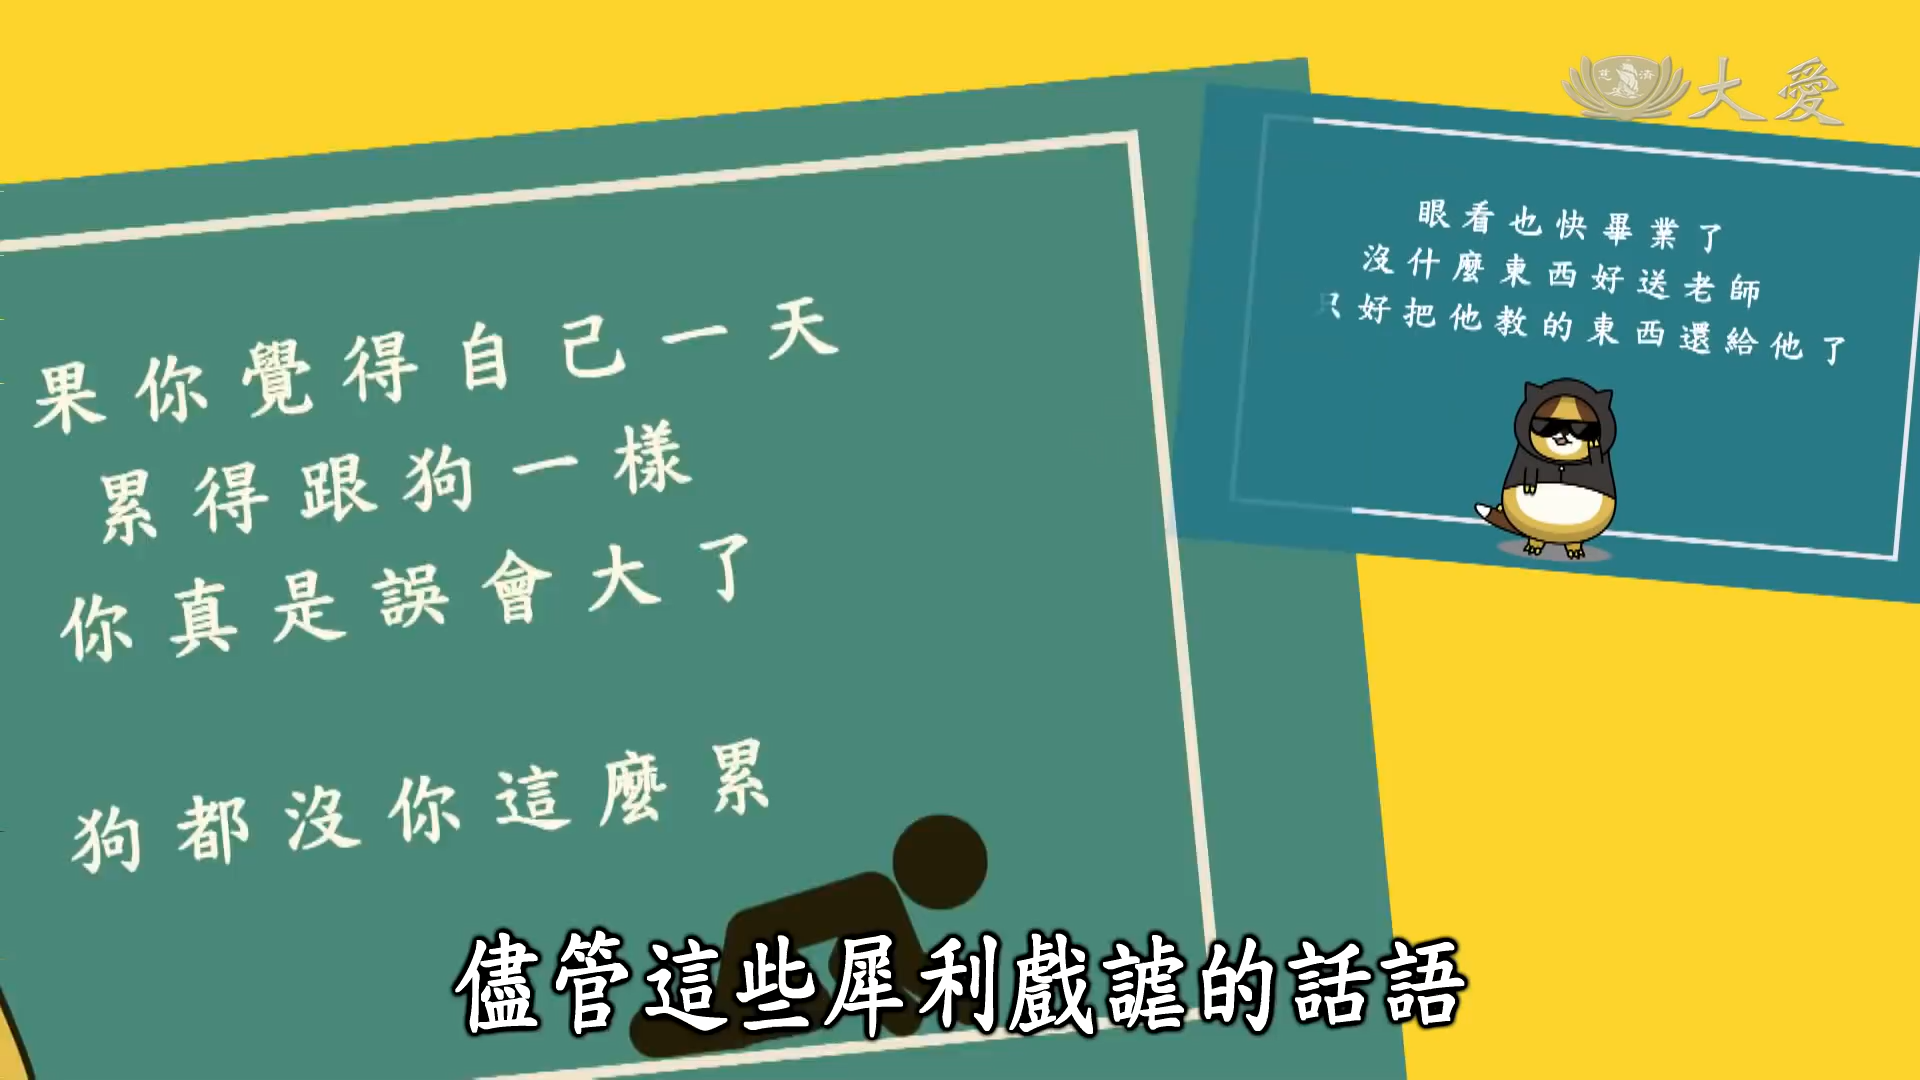 慈濟
大愛
果你覺得自己一天
累得跟狗一樣
你真是誤會大了
狗都沒你這麼累
眼看也快畢業了
沒什麼東西好送老師
只好把他教的東西還給他了
儘管這些犀利戲謔的話語